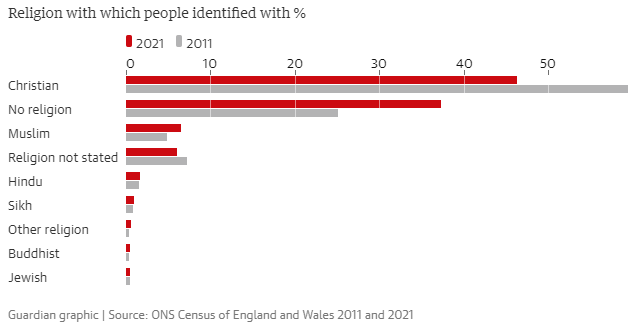 Religion with which people identified with %
2021 2011
0 10 20 30 40 50
Christian
No religion
Muslim
Religion not stated
Hindu
Sikh
Other religion
Buddhist
Jewish
Guardian graphic | Source: ONS Census of England and Wales 2011 and 2021